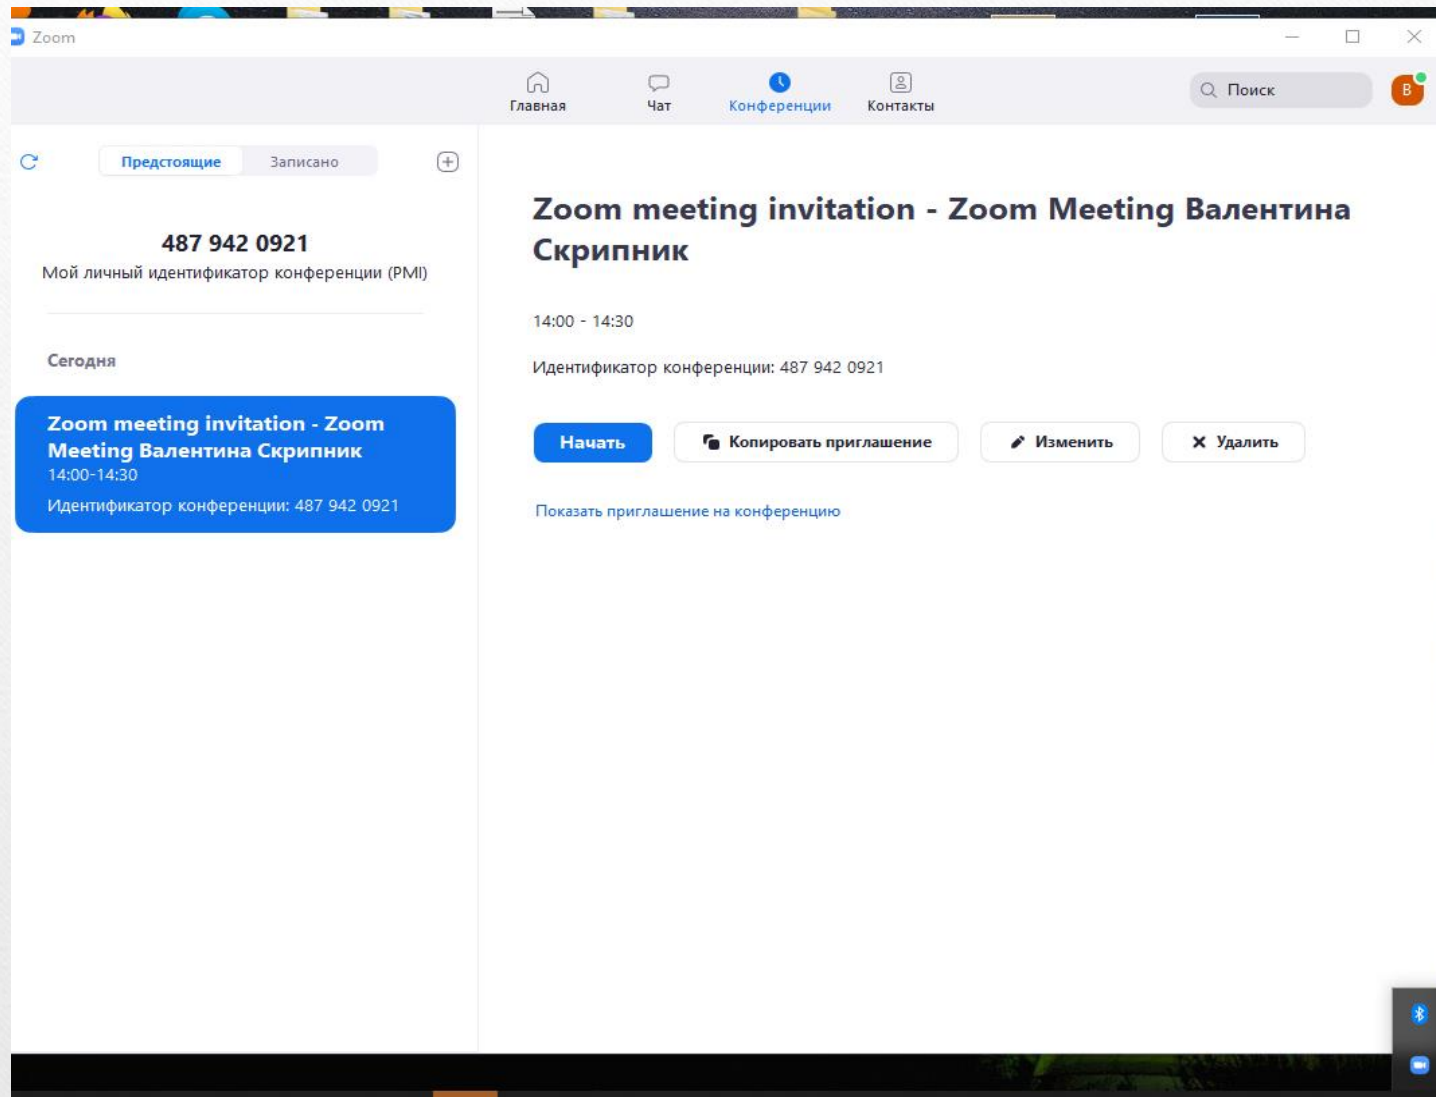 Zoom
Главная
Чат
Конференции
Контакты
Поиск
В
Предстоящие
Записано
487 942 0921
Мой личный идентификатор конференции (PMI)
Сегодня
Zoom meeting invitation - Zoom
Meeting Валентина Скрипник
14:00-14:30
Идентификатор конференции: 487 942 0921
Zoom meeting invitation - Zoom Meeting Валентина
Скрипник
14:00 - 14:30
Идентификатор конференции: 487 942 0921
Начать
Копировать приглашение
Изменить
Удалить
Показать приглашение на конференцию